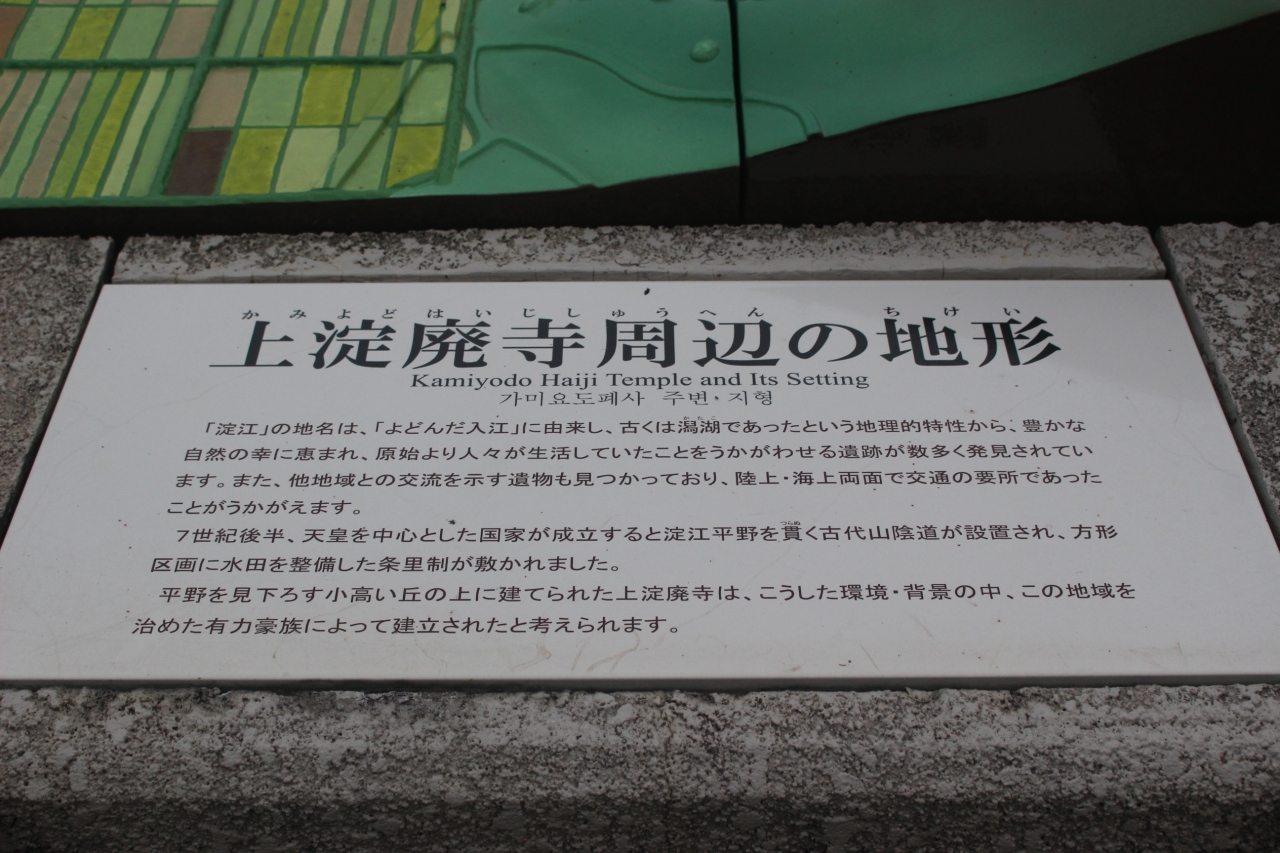 かみよどはいじしゅうへん ちけい
上淀廃寺周辺の地形
Kamiyodo Haiji Temple and Its Setting
가미요도폐사 주변・지형
「淀江」の地名は、「よどんだ入江」に由来し、古くは潟湖であったという地理的特性から、豊かな
自然の幸に恵まれ、原始より人々が生活していたことをうかがわせる遺跡が数多く発見されてい
ます。また、他地域との交流を示す遺物も見つかっており、陸上・海上両面で交通の要所であった
ことがうかがえます。
7世紀後半、天皇を中心とした国家が成立すると淀江平野を貫く古代山陰道が設置され、方形
区画に水田を整備した条里制が敷かれました。
平野を見下ろす小高い丘の上に建てられた上淀廃寺は、こうした環境・背景の中、この地域を
治めた有力豪族によって建立されたと考えられます。